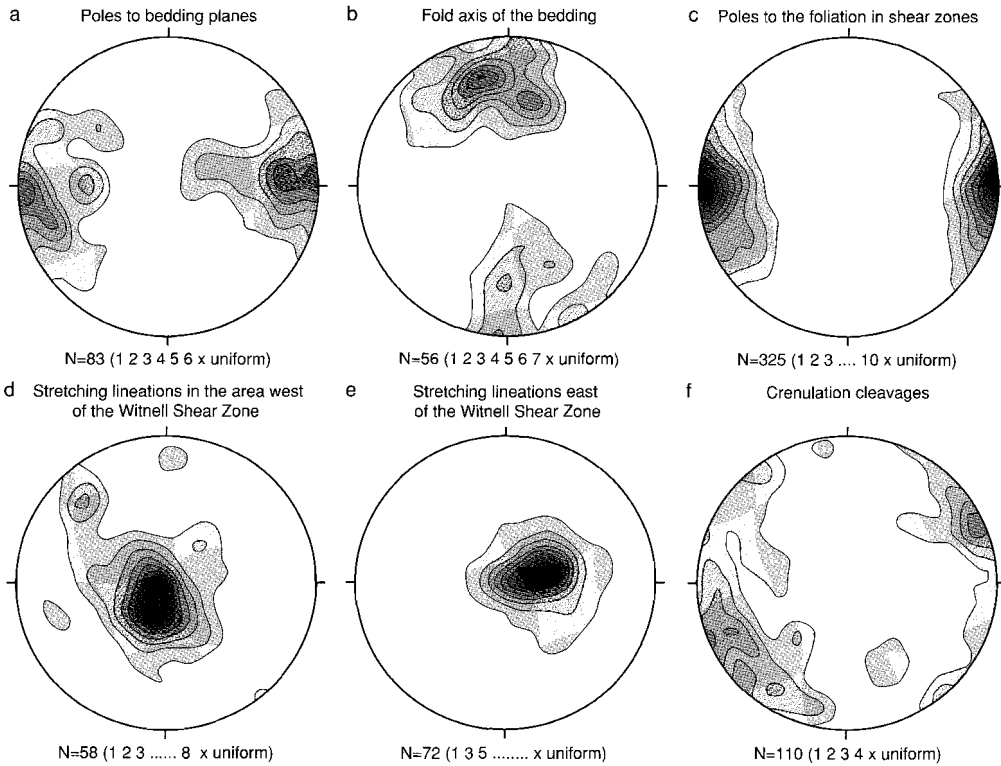 a Poles to bedding planes
b Fold axis of the bedding
c Poles to the foliation in shear zones
N=83 (1 2 3 4 5 6 x uniform)
N=56 (1 2 3 4 5 6 7 x uniform)
N=325 (1 2 3 .... 10 x uniform)
d Stretching lineations in the area west
of the Witnell Shear Zone
e Stretching lineations east
of the Witnell Shear Zone
f Crenulation cleavages
N=58 (1 2 3 ...... 8 x uniform)
N=72 (1 3 5 ........ x uniform)
N=110 (1 2 3 4 x uniform)